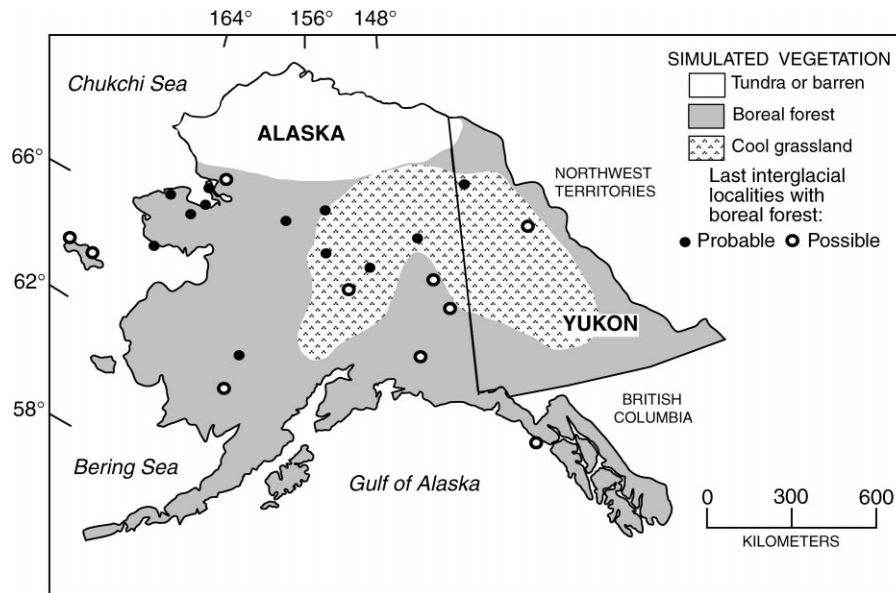 164° 156° 148°
Chukchi Sea
SIMULATED VEGETATION
Tundra or barren
Boreal forest
Cool grassland
Last interglacial
localities with
boreal forest:
Probable
Possible
ALASKA
66°
NORTHWEST
TERRITORIES
62°
YUKON
58°
BRITISH
COLUMBIA
Bering Sea
Gulf of Alaska
0 300 600
KILOMETERS